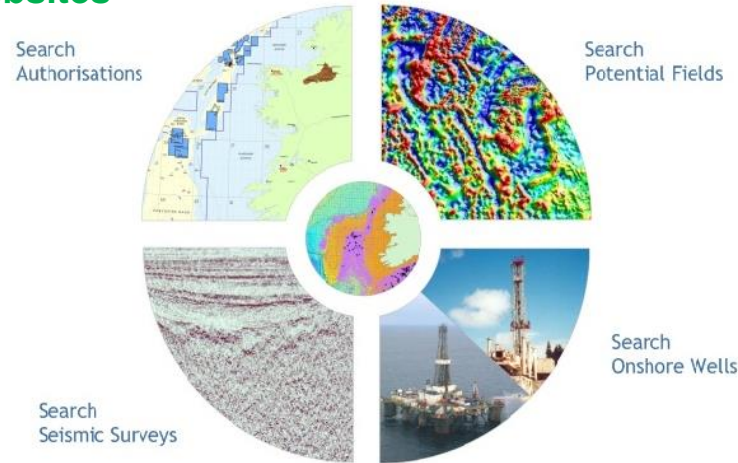 Search
Authorisations
Search
Potential Fields
Search
Onshore Wells
Search
Seismic Surveys